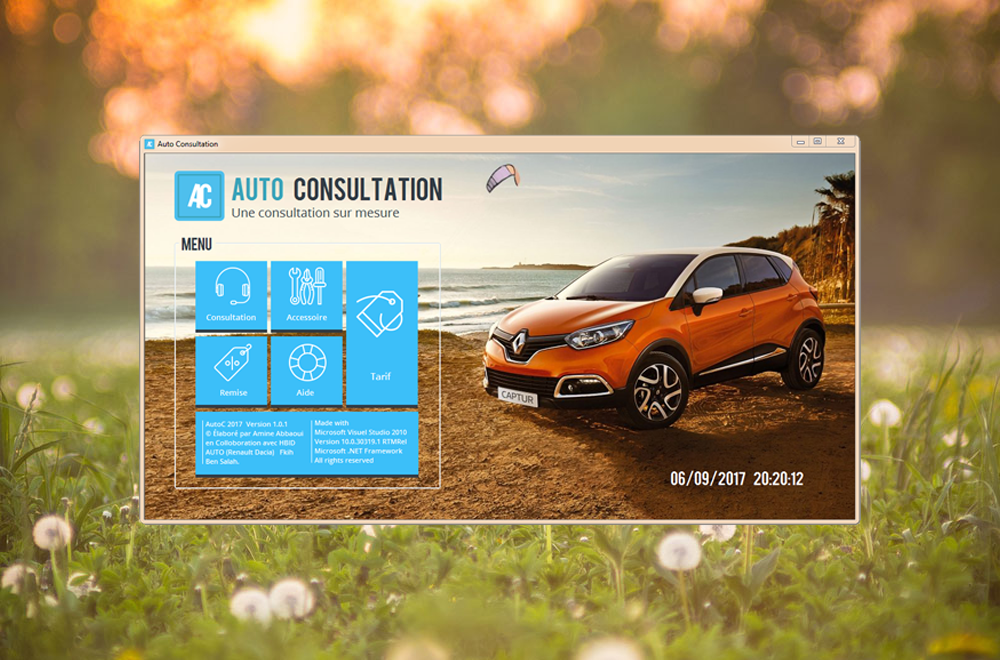 Auto Consultation
AC
AUTO CONSULTATION
Une consultation sur mesure
MENU
Consultation
Accessoire
Remise
Aide
Tarif
AutoC 2017 Version 1.0.1
© Élaboré par Amine Abbaoui
en Colloboration avec HBID
AUTO (Renault Dacia) Fkih
Ben Salah.
Made with
Microsoft Visuel Studio 2010
Version 10.0.30319.1 RTMRel
Microsoft .NET Framework
All rights reserved
CAPTUR
06/09/2017 20:20:12